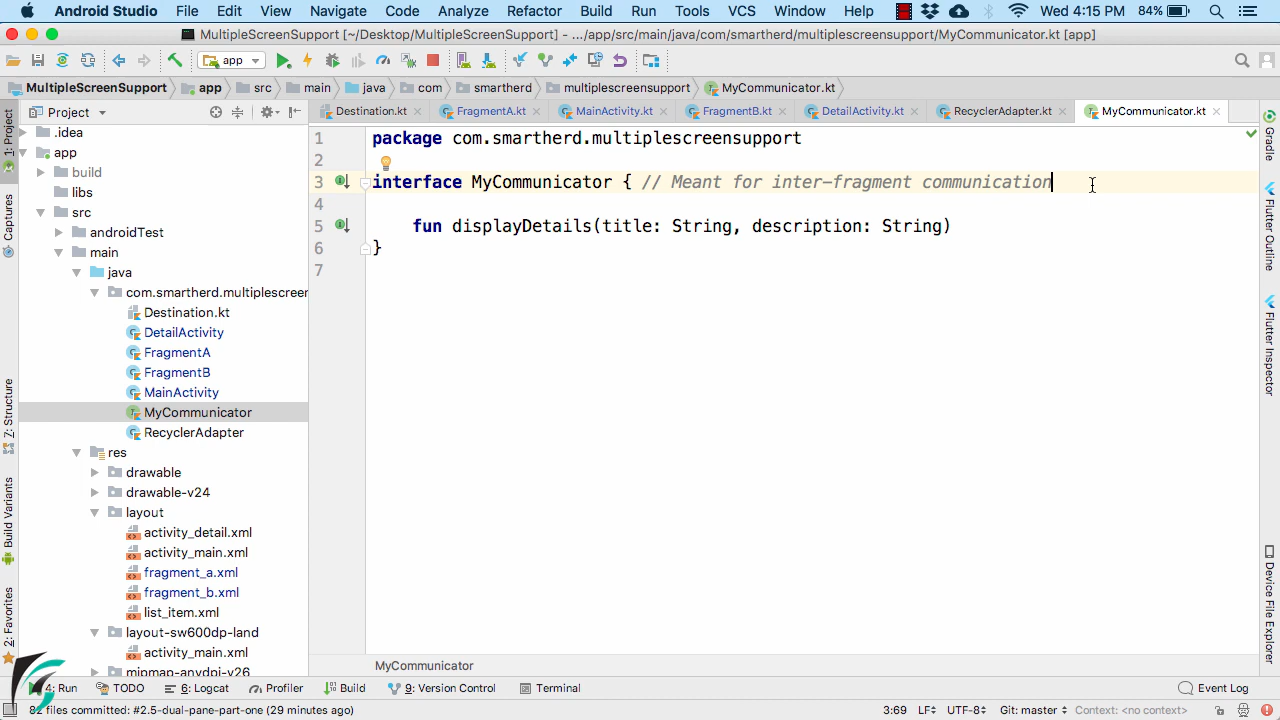 Android Studio File Edit View Navigate Code Analyze Refactor Build Run Tools VCS Window Help Wed 4:15 PM 84%
MultipleScreenSupport [~/Desktop/MultipleScreenSupport] - .../app/src/main/java/com/smartherd/multiplescreensupport/MyCommunicator.kt [app]
app
MultipleScreenSupport app src main java com smartherd multiplescreensupport MyCommunicator.kt
Project Destination.kt FragmentA.kt MainActivity.kt FragmentB.kt DetailActivity.kt RecyclerAdapter.kt MyCommunicator.kt
.idea
app
build
libs
src
androidTest
main
java
com.smartherd.multiplescreen
Destination.kt
DetailActivity
FragmentA
FragmentB
MainActivity
MyCommunicator
RecyclerAdapter
res
drawable
drawable-v24
layout
activity_detail.xml
activity_main.xml
fragment_a.xml
fragment_b.xml
list_item.xml
layout-sw600dp-land
activity_main.xml
mipmap-anydpi-v26
1 package com.smartherd.multiplescreensupport
2
3 interface MyCommunicator { // Meant for inter-fragment communication
4
5 fun displayDetails(title: String, description: String)
6 }
7
MyCommunicator
1: Project
Captures
7: Structure
Build Variants
2: Favorites
Gradle
Flutter Outline
Flutter Inspector
Device File Explorer
4: Run TODO 6: Logcat Profiler Build 9: Version Control Terminal Event Log
files committed: #2.5-dual-pane-part-one (29 minutes ago) 3:69 LF UTF-8 Git: master Context: <no context>